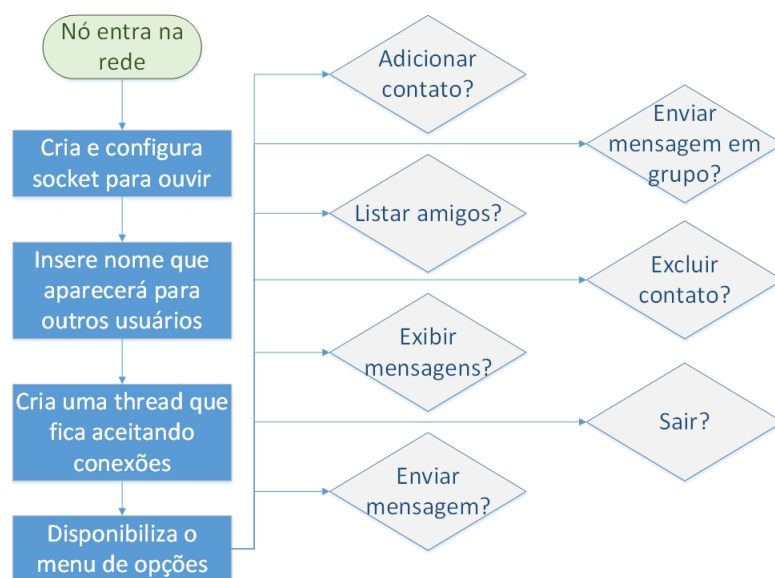 Nó entra na
rede
Cria e configura
socket para ouvir
Insere nome que
aparecerá para
outros usuários
Cria uma thread que
fica aceitando
conexões
Disponibiliza o
menu de opções
Adicionar
contato?
Enviar
mensagem em
grupo?
Listar amigos?
Excluir
contato?
Exibir
mensagens?
Sair?
Enviar
mensagem?